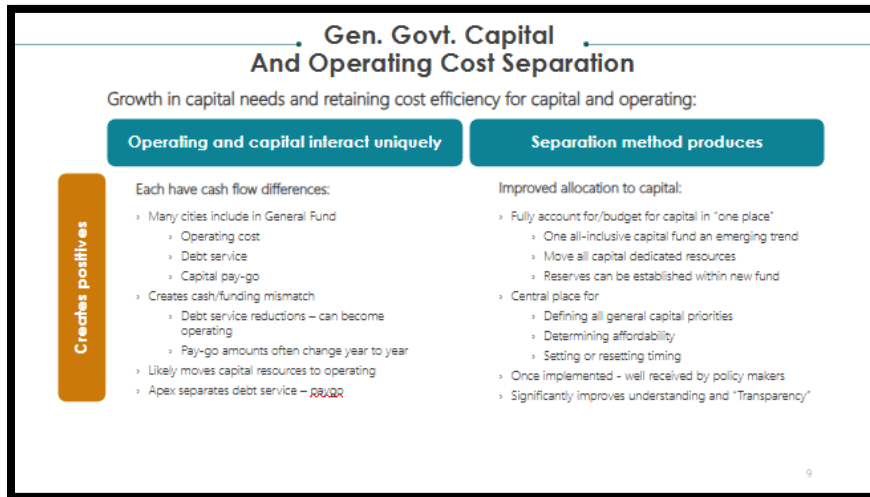 Gen. Govt. Capital
And Operating Cost Separation
Growth in capital needs and retaining cost efficiency for capital and operating:
Operating and capital interact uniquely
Separation method produces
Creates positives
Each have cash flow differences:
› Many cities include in General Fund
› Operating cost
› Debt service
› Capital pay-go
› Creates cash/funding mismatch
› Debt service reductions – can become
operating
› Pay-go amounts often change year to year
› Likely moves capital resources to operating
› Apex separates debt service – paygo
Improved allocation to capital:
› Fully account for/budget for capital in "one place"
› One all-inclusive capital fund an emerging trend
› Move all capital dedicated resources
› Reserves can be established within new fund
› Central place for
› Defining all general capital priorities
› Determining affordability
› Setting or resetting timing
› Once implemented - well received by policy makers
› Significantly improves understanding and "Transparency"
9